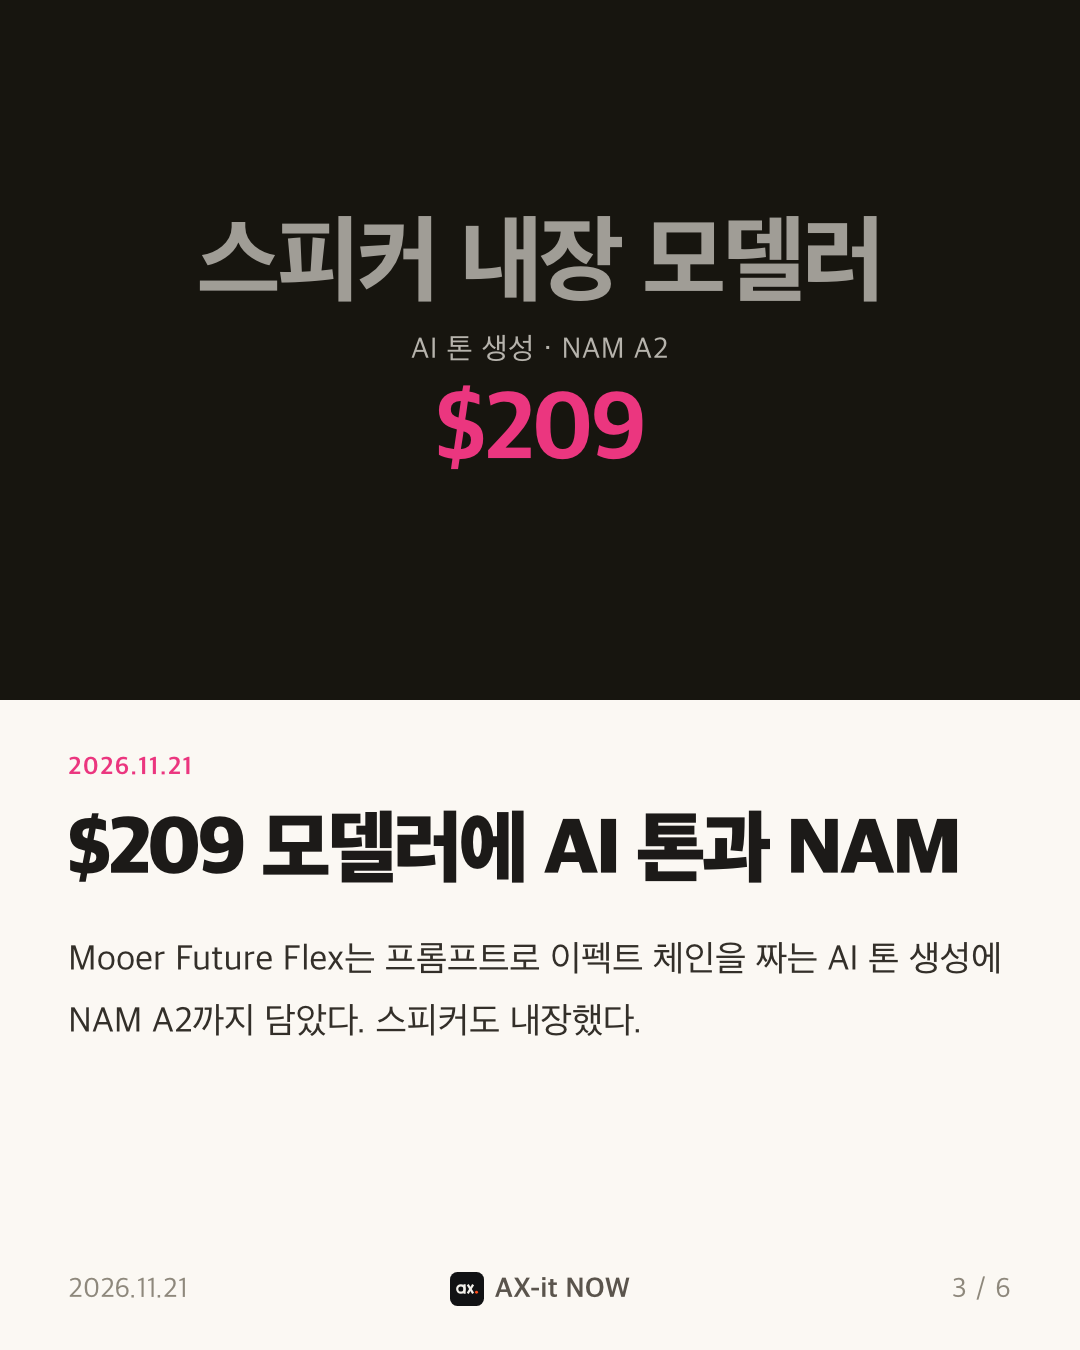 스피커 내장 모델러
AI 톤 생성 · NAM A2
$209
2026.11.21
$209 모델러에 AI 톤과 NAM
Mooer Future Flex는 프롬프트로 이펙트 체인을 짜는 AI 톤 생성에
NAM A2까지 담았다. 스피커도 내장했다.
2026.11.21
ax. AX-it NOW
3 / 6